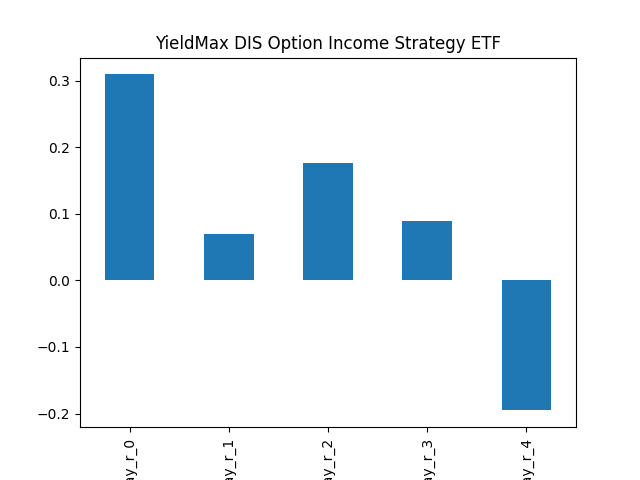 YieldMax DIS Option Income Strategy ETF
0.3
0.2
0.1
0.0
−0.1
−0.2
ay_r_0
ay_r_1
ay_r_2
ay_r_3
ay_r_4